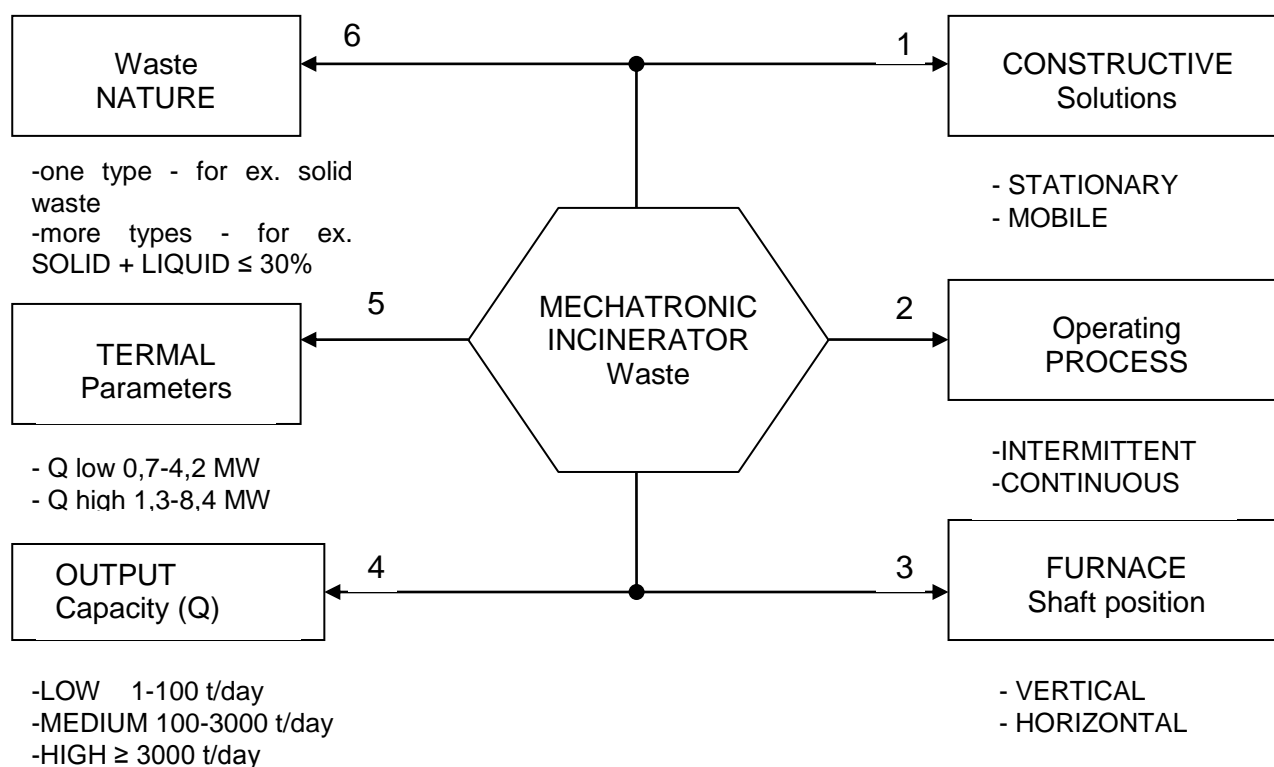 6
1
Waste
NATURE
CONSTRUCTIVE
Solutions
-one type - for ex. solid
waste
-more types - for ex.
SOLID + LIQUID ≤ 30%
- STATIONARY
- MOBILE
MECHATRONIC
INCINERATOR
Waste
5
2
TERMAL
Parameters
Operating
PROCESS
- Q low 0,7-4,2 MW
- Q high 1,3-8,4 MW
-INTERMITTENT
-CONTINUOUS
4
3
OUTPUT
Capacity (Q)
FURNACE
Shaft position
-LOW 1-100 t/day
-MEDIUM 100-3000 t/day
-HIGH ≥ 3000 t/day
- VERTICAL
- HORIZONTAL